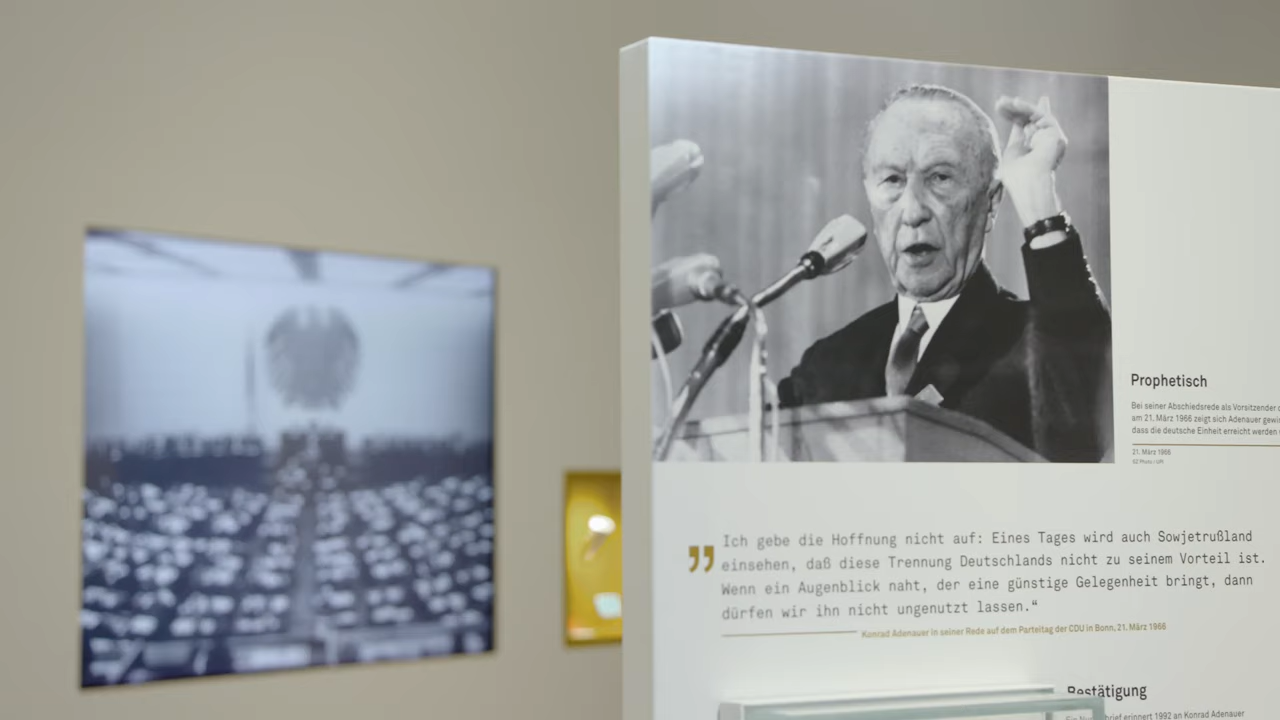 Prophetisch
Bei seiner Abschiedsrede als Vorsitzender
am 21. März 1966 zeigt sich Adenauer
dass die deutsche Einheit erreicht werden
21. März 1966
„Ich gebe die Hoffnung nicht auf: Eines Tages wird auch Sowjetrußland
einsehen, daß diese Trennung Deutschlands nicht zu seinem Vorteil ist.
Wenn ein Augenblick naht, der eine günstige Gelegenheit bringt, dann
dürfen wir ihn nicht ungenutzt lassen.“
Konrad Adenauer in seiner Rede auf dem Parteitag der CDU in Bonn, 21. März 1966
Bestätigung
erinnert 1992 an Konrad Adenauer